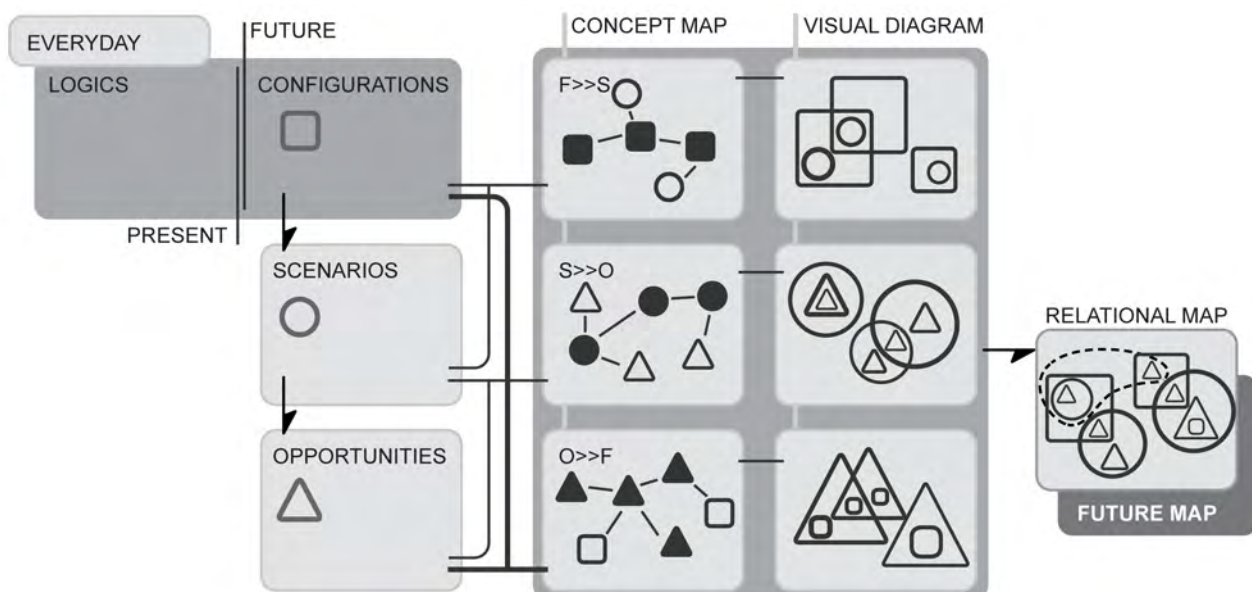 EVERYDAY
LOGICS
PRESENT
FUTURE
CONFIGURATIONS
SCENARIOS
OPPORTUNITIES
CONCEPT MAP
VISUAL DIAGRAM
F>>S
S>>O
O>>F
RELATIONAL MAP
FUTURE MAP